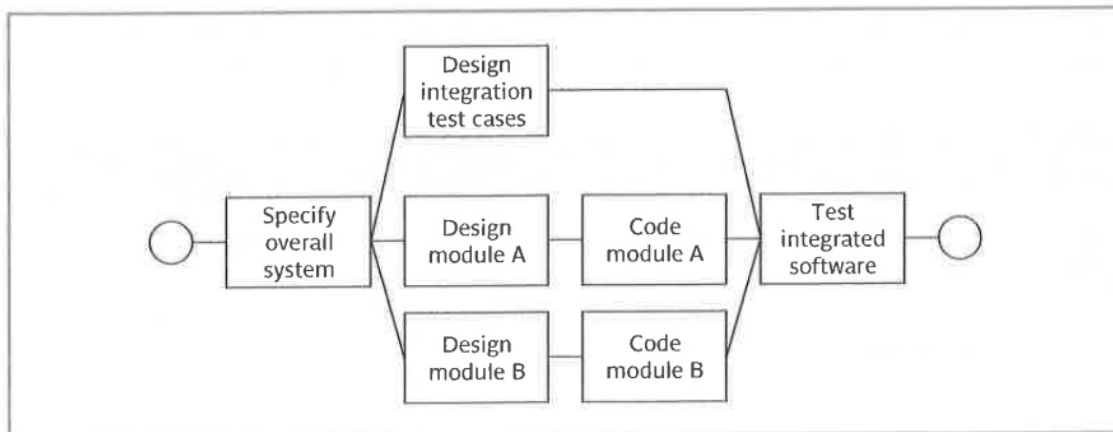 Design
integration
test cases
Specify
overall
system
Design
module A
Code
module A
Test
integrated
software
Design
module B
Code
module B